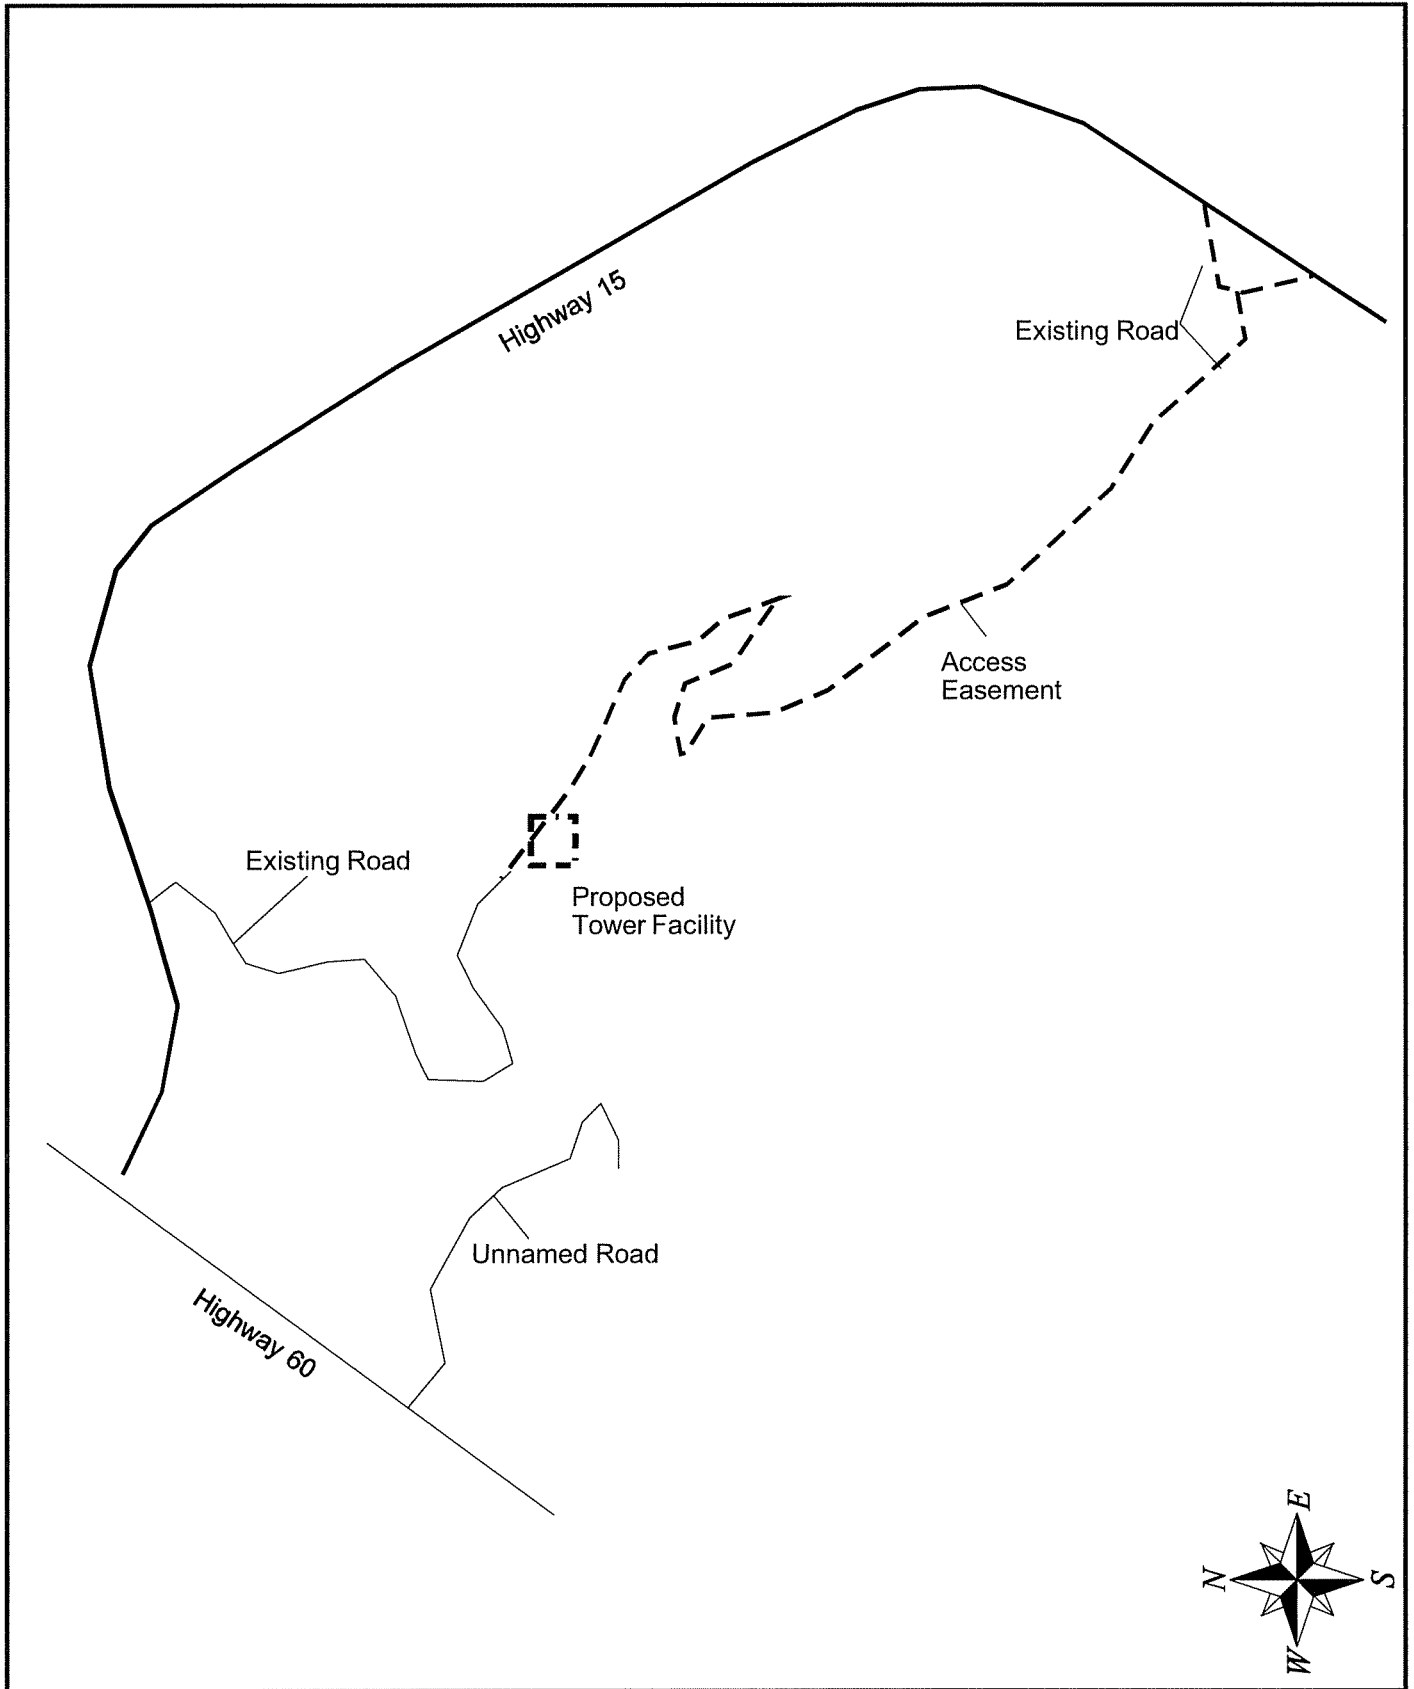 Highway 15
Existing Road
Access
Easement
Existing Road
Proposed
Tower Facility
Unnamed Road
Highway 60
E
N
S
W